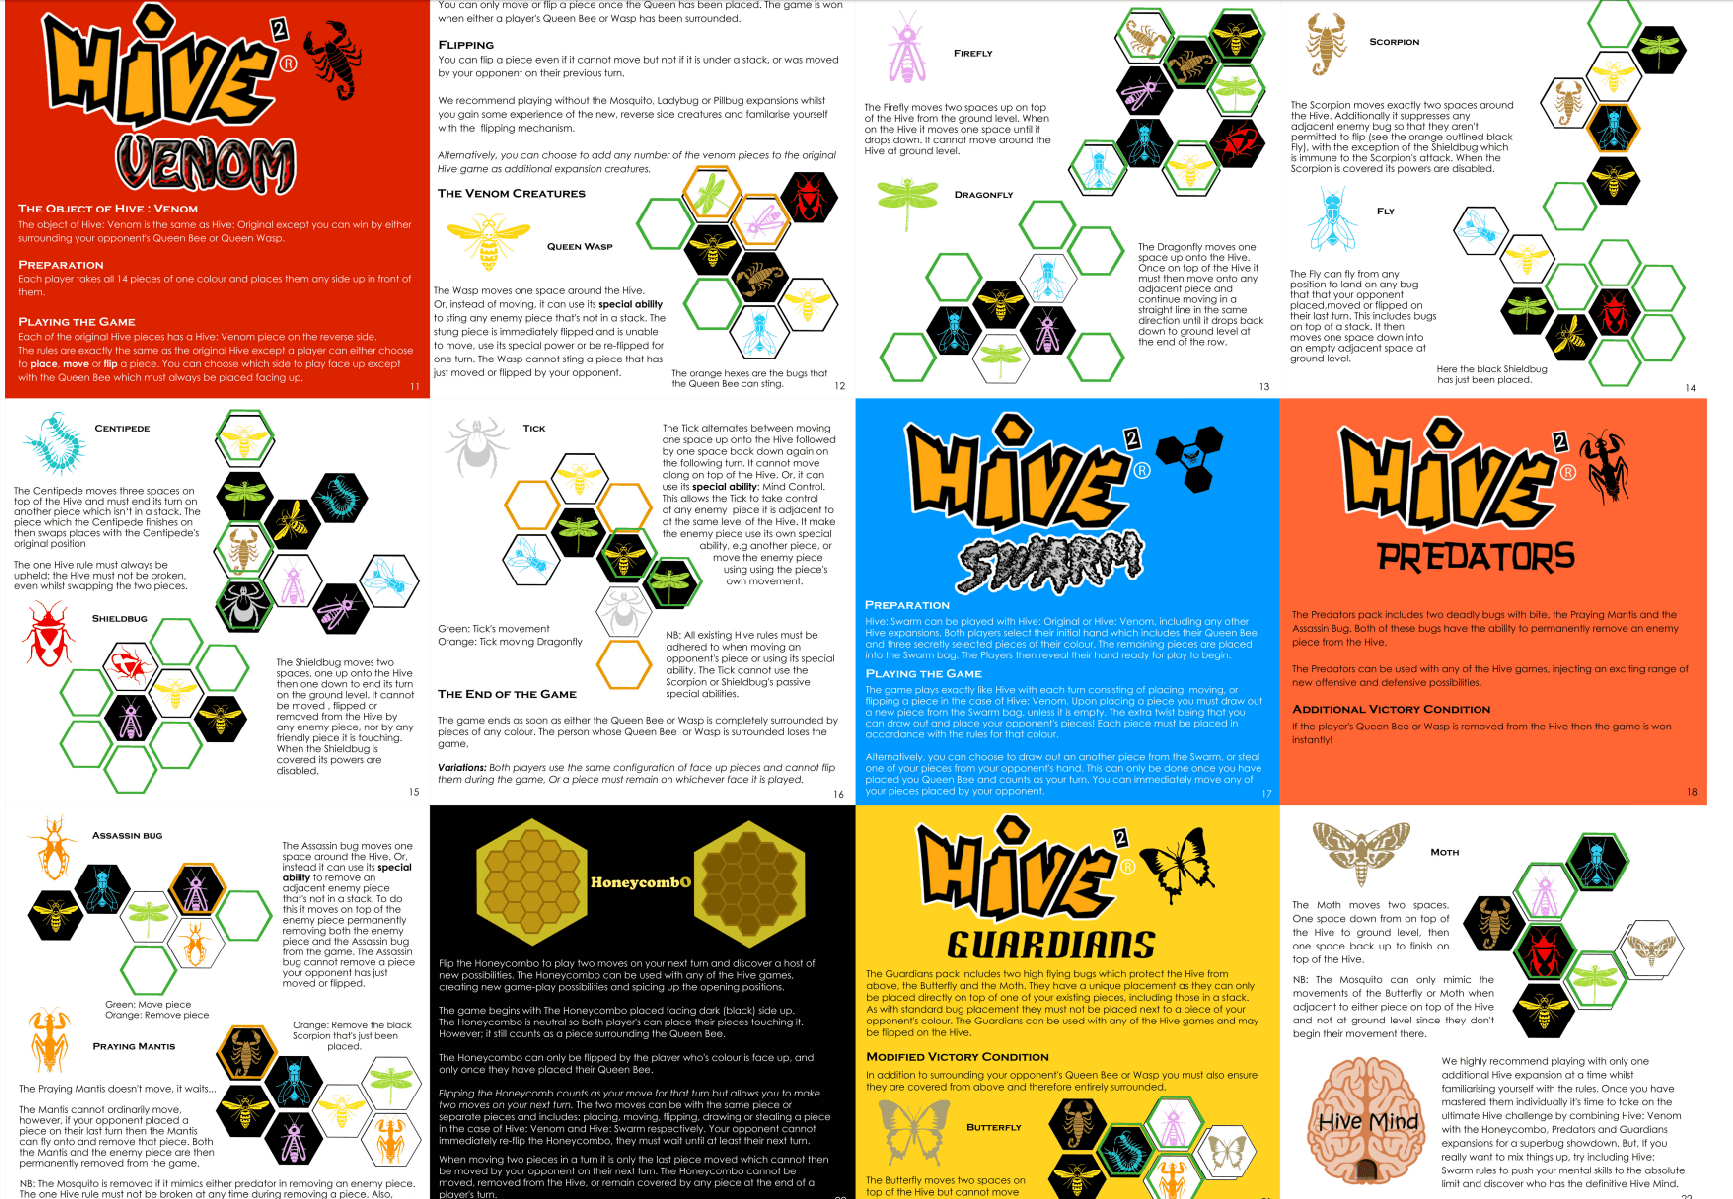 HIVE 2 ®
VENOM
THE OBJECT OF HIVE : VENOM
The object of Hive: Venom is the same as Hive: Original except you can win by either
surrounding your opponent's Queen Bee or Queen Wasp.
PREPARATION
Each player takes all 14 pieces of one colour and places them any side up in front of
them.
PLAYING THE GAME
Each of the original Hive pieces has a Hive: Venom piece on the reverse side.
The rules are exactly the same as the original Hive except a player can either choose
to place, move or flip a piece. You can choose which side to play face up except
with the Queen Bee which must always be placed facing up.
11
You can only move or flip a piece once the Queen has been placed. The game is won
when either a player's Queen Bee or Wasp has been surrounded.
FLIPPING
You can flip a piece even if it cannot move but not if it is under a stack, or was moved
by your opponent on their previous turn.
We recommend playing without the Mosquito, Ladybug or Pillbug expansions whilst
you gain some experience of the new, reverse side creatures and familarise yourself
with the flipping mechanism.
Alternatively, you can choose to add any number of the venom pieces to the original
Hive game as additional expansion creatures.
THE VENOM CREATURES
QUEEN WASP
The Wasp moves one space around the Hive.
Or, instead of moving, it can use its special ability
to sting any enemy piece that's not in a stack. The
stung piece is immediately flipped and is unable
to move, use its special power or be re-flipped for
one turn. The Wasp cannot sting a piece that has
just moved or flipped by your opponent.
The orange hexes are the bugs that
the Queen Bee can sting.
12
FIREFLY
The Firefly moves two spaces up on top
of the Hive from the ground level. When
on the Hive it moves one space until it
drops down. It cannot move around the
Hive at ground level.
DRAGONFLY
The Dragonfly moves one
space up onto the Hive.
Once on top of the Hive it
must then move onto any
adjacent piece and
continue moving in a
straight line in the same
direction until it drops back
down to ground level at
the end of the row.
13
SCORPION
The Scorpion moves exactly two spaces around
the Hive. Additionally it suppresses any
adjacent enemy bug so that they aren't
permitted to flip (see the orange outlined black
Fly), with the exception of the Shieldbug which
is immune to the Scorpion's attack. When the
Scorpion is covered its powers are disabled.
FLY
The Fly can fly from any
position to land on any bug
that that your opponent
placed,moved or flipped on
their last turn. This includes bugs
on top of a stack. It then
moves one space down into
an empty adjacent space at
ground level.
Here the black Shieldbug
has just been placed.
14
CENTIPEDE
The Centipede moves three spaces on
top of the Hive and must end its turn on
another piece which isn't in a stack. The
piece which the Centipede finishes on
then swaps places with the Centipede's
original position
The one Hive rule must always be
upheld; the Hive must not be broken,
even whilst swapping the two pieces.
SHIELDBUG
The Shieldbug moves two
spaces, one up onto the Hive
then one down to end its turn
on the ground level. It cannot
be moved , flipped or
removed from the Hive by
any enemy piece, nor by any
friendly piece it is touching.
When the Shieldbug is
covered its powers are
disabled.
15
TICK
The Tick alternates between moving
one space up onto the Hive followed
by one space back down again on
the following turn. It cannot move
along on top of the Hive. Or, it can
use its special ability: Mind Control.
This allows the Tick to take control
of any enemy piece it is adjacent to
at the same level of the Hive. It make
the enemy piece use its own special
ability, e.g another piece, or
move the enemy piece
using using the piece's
own movement.
Green: Tick's movement
Orange: Tick moving Dragonfly
NB: All existing Hive rules must be
adhered to when moving an
opponent's piece or using its special
ability. The Tick cannot use the
Scorpion or Shieldbug's passive
special abilities.
THE END OF THE GAME
The game ends as soon as either the Queen Bee or Wasp is completely surrounded by
pieces of any colour. The person whose Queen Bee or Wasp is surrounded loses the
game.
Variations: Both players use the same configuration of face up pieces and cannot flip
them during the game, Or a piece must remain on whichever face it is played.
16
HIVE 2 ®
SWARM
PREPARATION
Hive: Swarm can be played with Hive: Original or Hive: Venom, including any other
Hive expansions. Both players select their initial hand which includes their Queen Bee
and three secretly selected pieces of their colour. The remaining pieces are placed
into the Swarm bag. The Players then reveal their hand ready for play to begin.
PLAYING THE GAME
The game plays exactly like Hive with each turn consisting of placing moving, or
flipping a piece in the case of Hive: Venom. Upon placing a piece you must draw out
a new piece from the Swarm bag, unless it is empty. The extra twist being that you
can draw out and place your opponent's pieces! Each piece must be placed in
accordance with the rules for that colour.
Alternatively, you can choose to draw out an another piece from the Swarm, or steal
one of your pieces from your opponent's hand. This can only be done once you have
placed you Queen Bee and counts as your turn. You can immediately move any of
your pieces placed by your opponent.
17
HIVE 2 ®
PREDATORS
The Predators pack includes two deadly bugs with bite, the Praying Mantis and the
Assasin Bug. Both of these bugs have the ability to permanently remove an enemy
piece from the Hive.
The Predators can be used with any of the Hive games, injecting an exciting range of
new offensive and defensive possibilities.
ADDITIONAL VICTORY CONDITION
If the player's Queen Bee or Wasp is removed from the Hive then the game is won
instantly!
18
ASSASSIN BUG
The Assassin bug moves one
space around the Hive. Or,
instead it can use its special
ability to remove an
adjacent enemy piece
that's not in a stack. To do
this it moves on top of the
enemy piece permanently
removing both the enemy
piece and the Assasin bug
from the game. The Assassin
bug cannot remove a piece
your opponent has just
moved or flipped.
Green: Move piece
Orange: Remove piece
PRAYING MANTIS
Orange: Remove the black
Scorpion that's just been
placed.
The Praying Mantis doesn't move, it waits...
The Mantis cannot ordinarily move,
however, if your opponent placed a
piece on their last turn then the Mantis
can fly onto and remove that piece. Both
the Mantis and the enemy piece are then
permanently removed from the game.
NB: The Mosquito is removed if it mimics either predator in removing an enemy piece.
The one Hive rule must not be broken at any time during removing a piece. Also,
HoneycombO
Flip the Honeycombo to play two moves on your next turn and discover a host of
new possibilities. The Honeycombo can be used with any of the Hive games,
creating new game-play possibilities and spicing up the opening positions.
The game begins with The Honeycombo placed facing dark (black) side up.
The Honeycombo is neutral so both player's can place their pieces touching it.
However; it still counts as a piece surrounding the Queen Bee.
The Honeycombo can only be flipped by the player who's colour is face up, and
only once they have placed their Queen Bee.
Flipping the Honeycombo counts as your move for that turn but allows you to make
two moves on your next turn. The two moves can be with the same piece or
separate pieces and includes: placing, moving, flipping, drawing or stealing a piece
in the case of Hive: Venom and Hive: Swarm respectively. Your opponent cannot
immediately re-flip the Honeycombo, they must wait until at least their next turn.
When moving two pieces in a turn it is only the last piece moved which cannot then
be moved by your opponent on their next turn. The Honeycombo cannot be
moved, removed from the Hive, or remain covered by any piece at the end of a
player's turn.
HIVE 2 ®
GUARDIANS
The Guardians pack includes two high flying bugs which protect the Hive from
above, the Butterfly and the Moth. They have a unique placement as they can only
be placed directly on top of one of your existing pieces, including those in a stack.
As with standard bug placement they must not be placed next to a piece of your
opponent's colour. The Guardians can be used with any of the Hive games and may
be flipped on the Hive.
MODIFIED VICTORY CONDITION
In addition to surrounding your opponent's Queen Bee or Wasp you must also ensure
they are covered from above and therefore entirely surrounded.
BUTTERFLY
The Butterfly moves two spaces on
top of the Hive but cannot move
MOTH
The Moth moves two spaces.
One space down from on top of
the Hive to ground level, then
one space back up to finish on
top of the Hive.
NB: The Mosquito can only mimic the
movements of the Butterfly or Moth when
adjacent to either piece on top of the Hive
and not at ground level since they don't
begin their movement there.
Hive Mind
We highly recommend playing with only one
additional Hive expansion at a time whilst
familiarising yourself with the rules. Once you have
mastered them individually it's time to take on the
ultimate Hive challenge by combining Hive: Venom
with the Honeycombo, Predators and Guardians
expansions for a superbug showdown. But, If you
really want to mix things up, try including Hive:
Swarm rules to push your mental skills to the absolute
limit and discover who has the definitive Hive Mind.